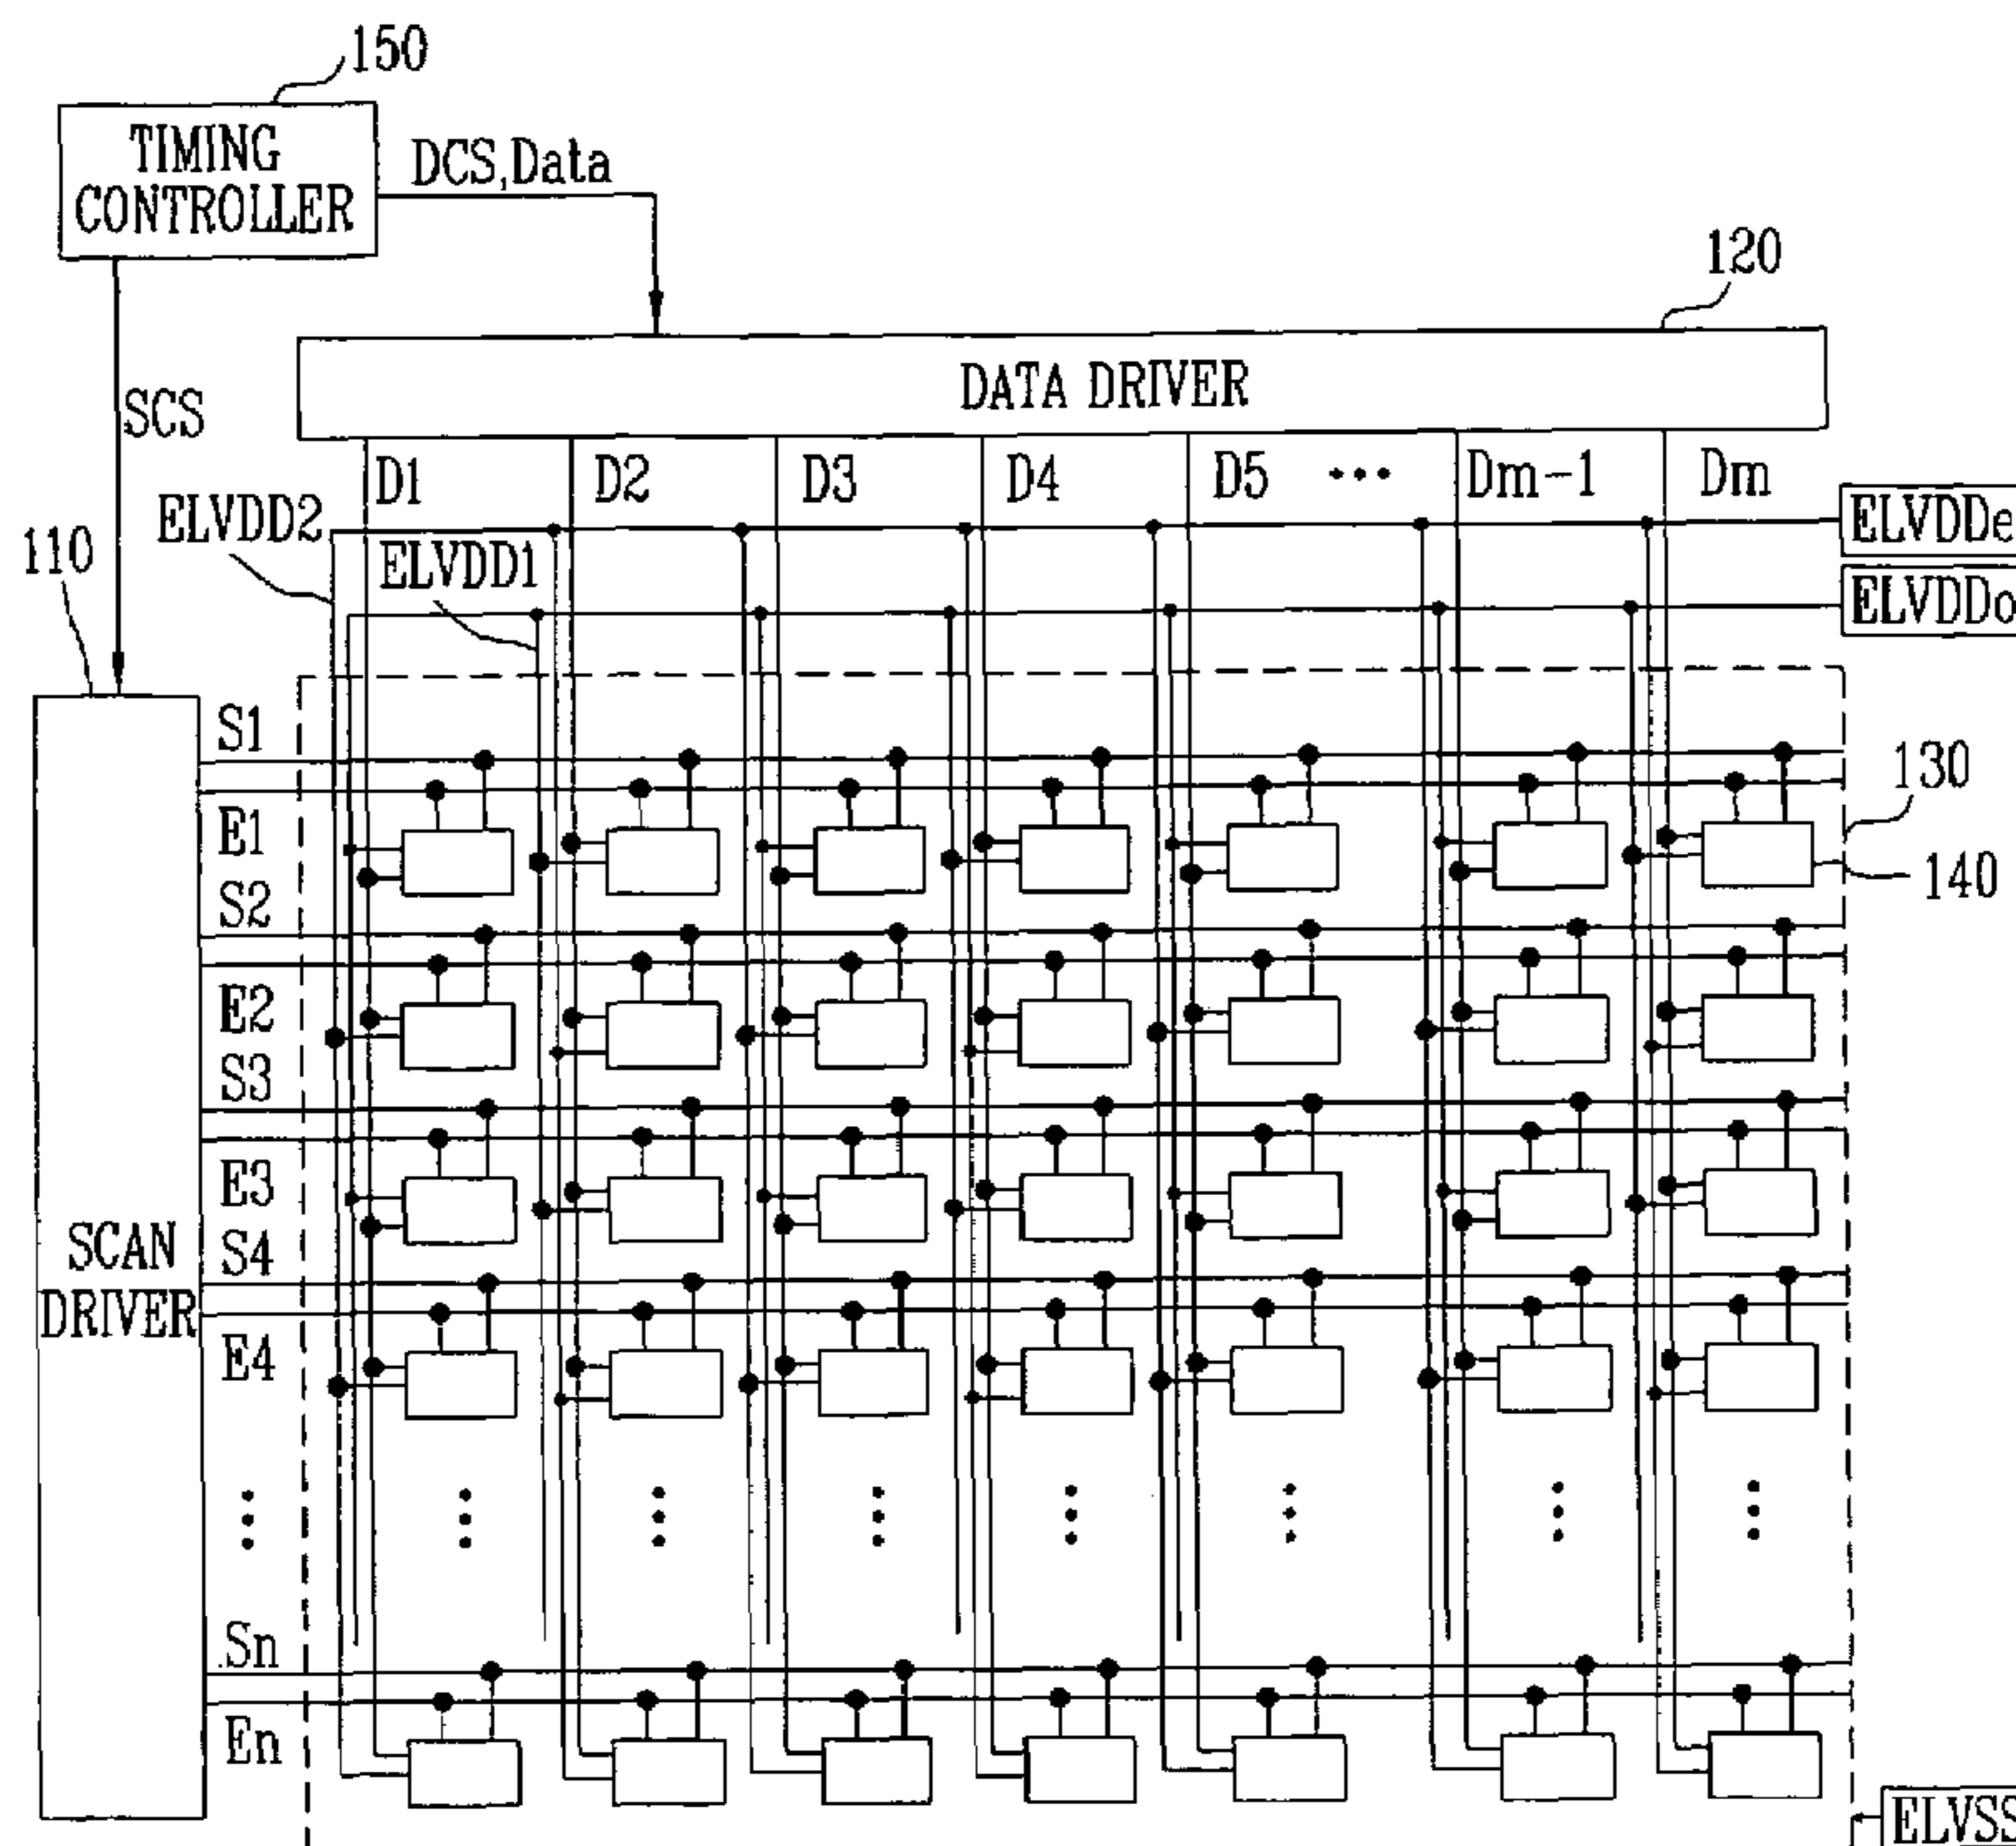 150
TIMING
CONTROLLER
DCS,Data
120
DATA DRIVER
SCS
D1 D2 D3 D4 D5 ... Dm-1 Dm
ELVDD2
ELVDDe
110
ELVDD1
ELVDDo
S1
130
E1
140
S2
E2
S3
E3
S4
SCAN
DRIVER
E4
Sn
En
ELVSS